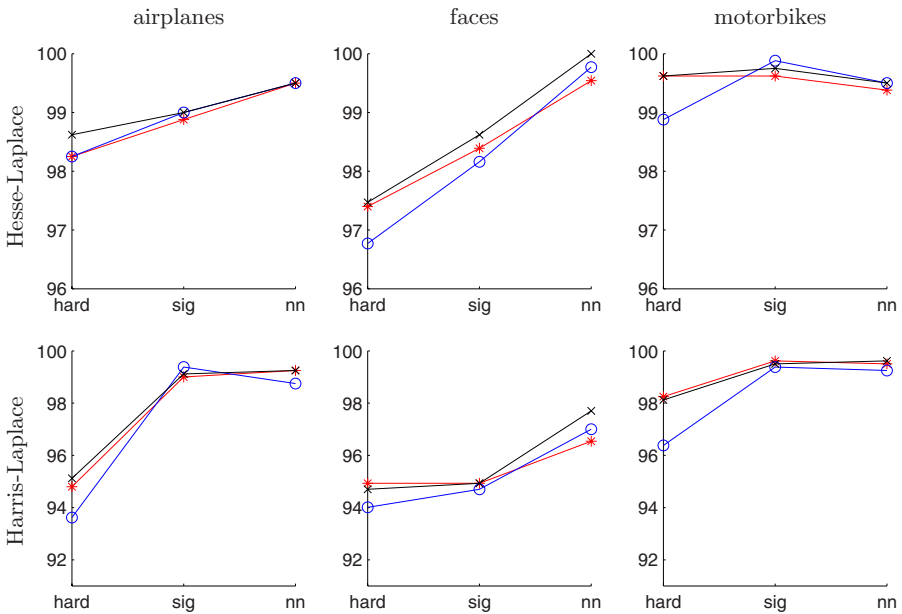 airplanes faces motorbikes
Hesse-Laplace
100 100 100
99 99 99
98 98 98
97 97 97
96 96 96
hard sig nn hard sig nn hard sig nn
Harris-Laplace
100 100 100
98 98 98
96 96 96
94 94 94
92 92 92
hard sig nn hard sig nn hard sig nn